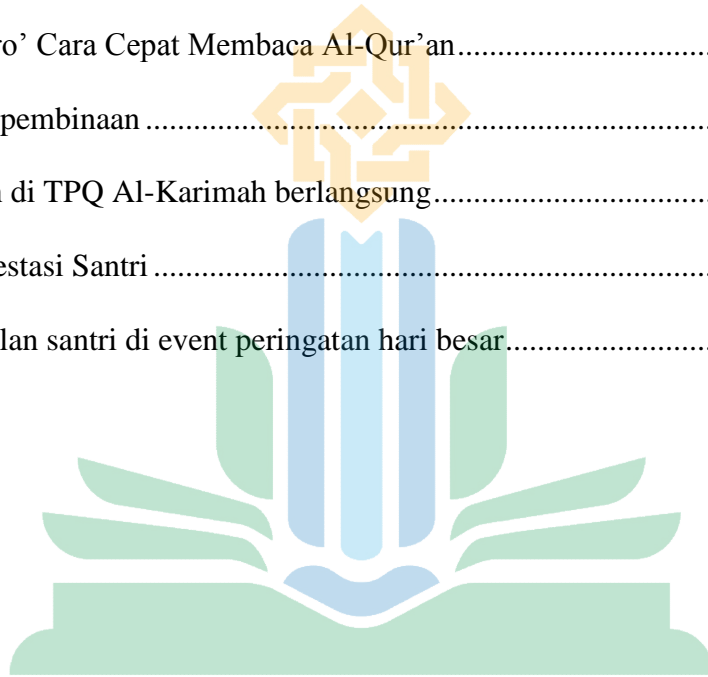 ro’ Cara Cepat Membaca Al-Qur’an...............................
pembinaan.......................................................................
n di TPQ Al-Karimah berlangsung..................................
estasi Santri......................................................................
lan santri di event peringatan hari besar.........................